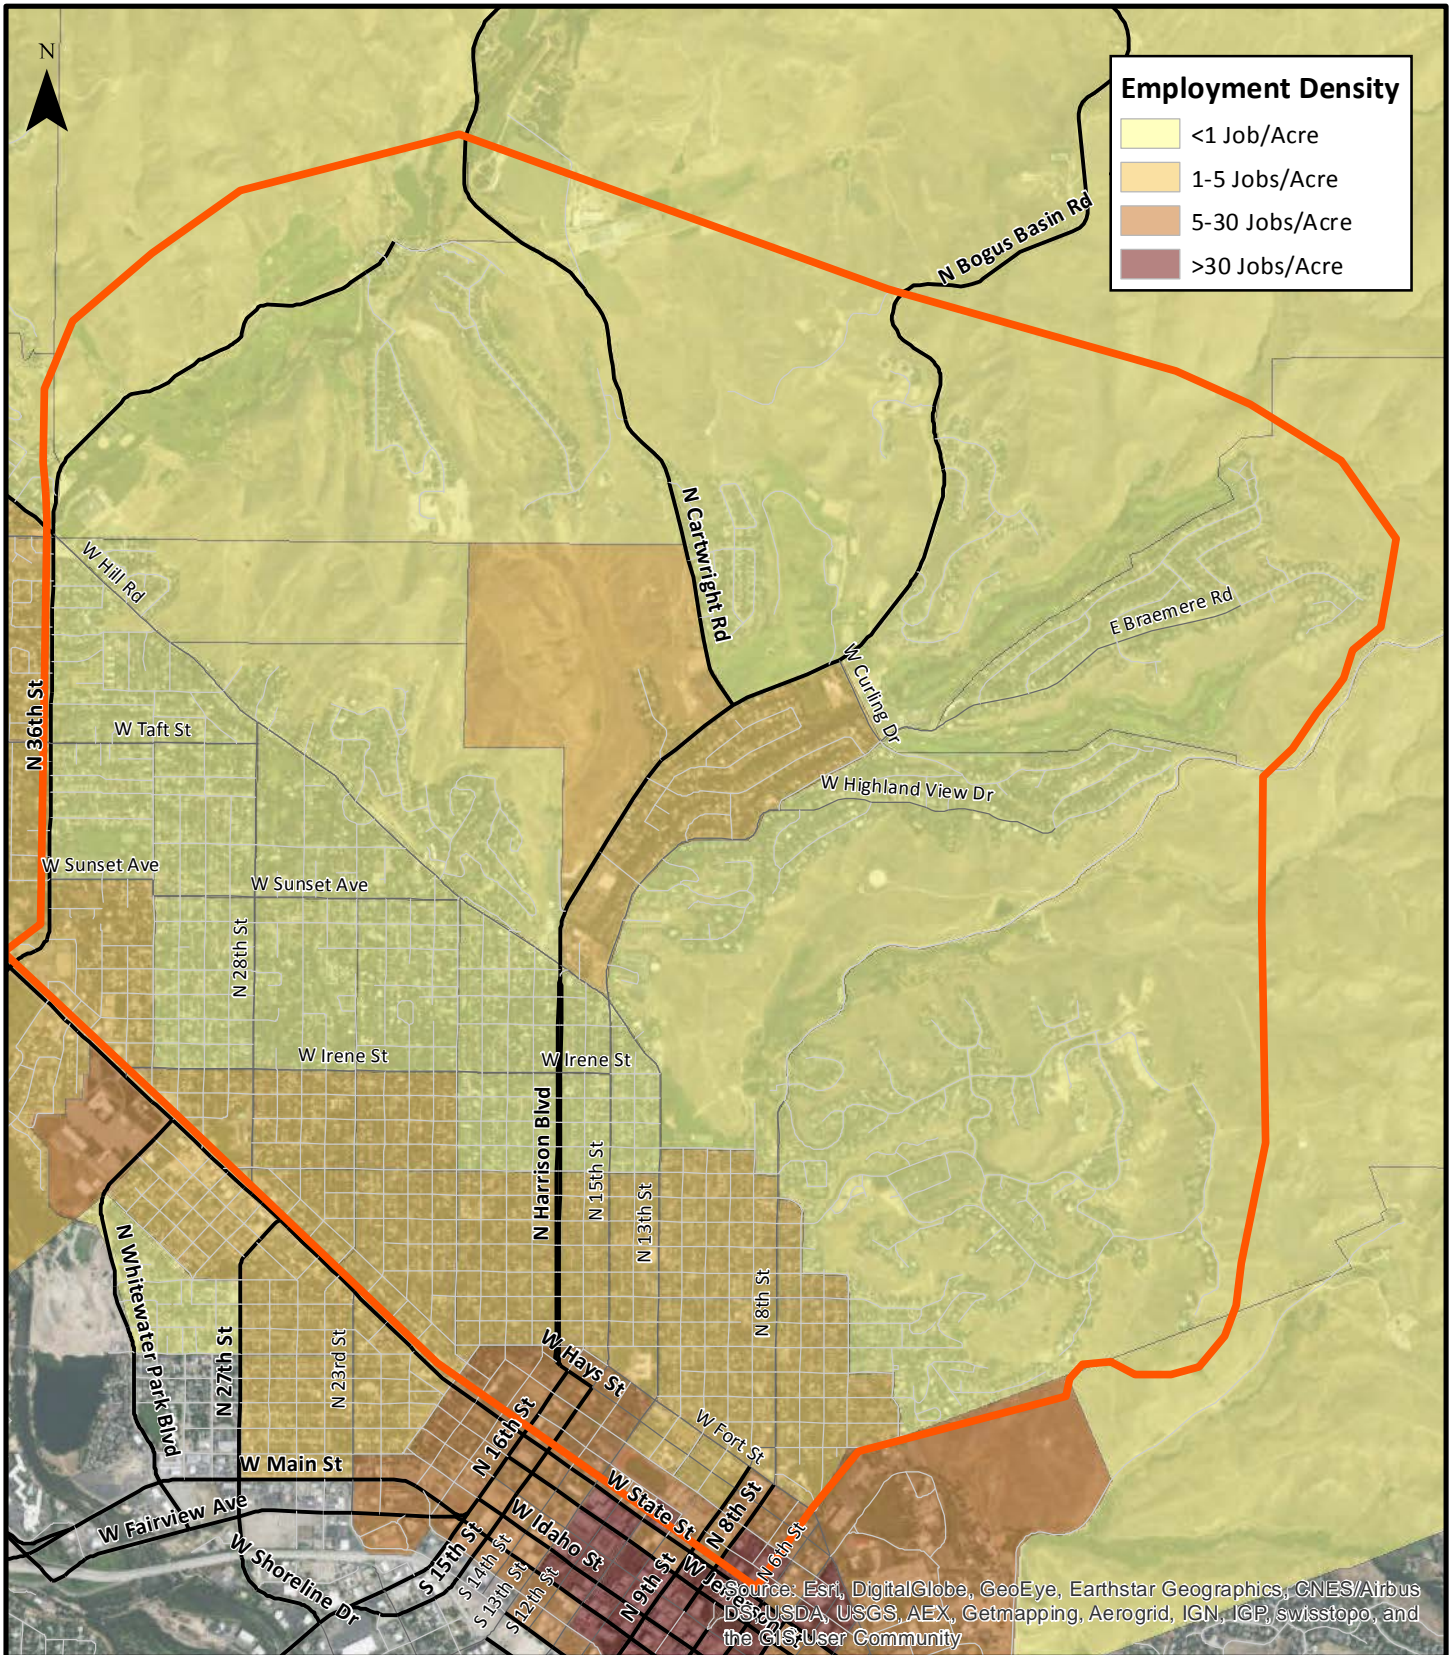 N
Employment Density
<1 Job/Acre
1-5 Jobs/Acre
5-30 Jobs/Acre
>30 Jobs/Acre
N Bogus Basin Rd
N Cartwright Rd
W Hill Rd
E Braemere Rd
W Curling Dr
N 36th St
W Taft St
W Highland View Dr
W Sunset Ave
W Sunset Ave
N 28th St
W Irene St
W Irene St
N Harrison Blvd
N 15th St
N 13th St
N 8th St
N Whitewater Park Blvd
N 27th St
N 23rd St
W Hays St
W Fort St
N 16th St
W Main St
W State St
N 8th St
W Fairview Ave
W Idaho St
N 6th St
W Shoreline Dr
S 15th St
S 14th St
S 13th St
S 12th St
N 9th St
Source: Esri, DigitalGlobe, GeoEye, Earthstar Geographics, CNES/Airbus
DS, USDA, USGS, AEX, Getmapping, Aerogrid, IGN, IGP, swisstopo, and
the GIS User Community